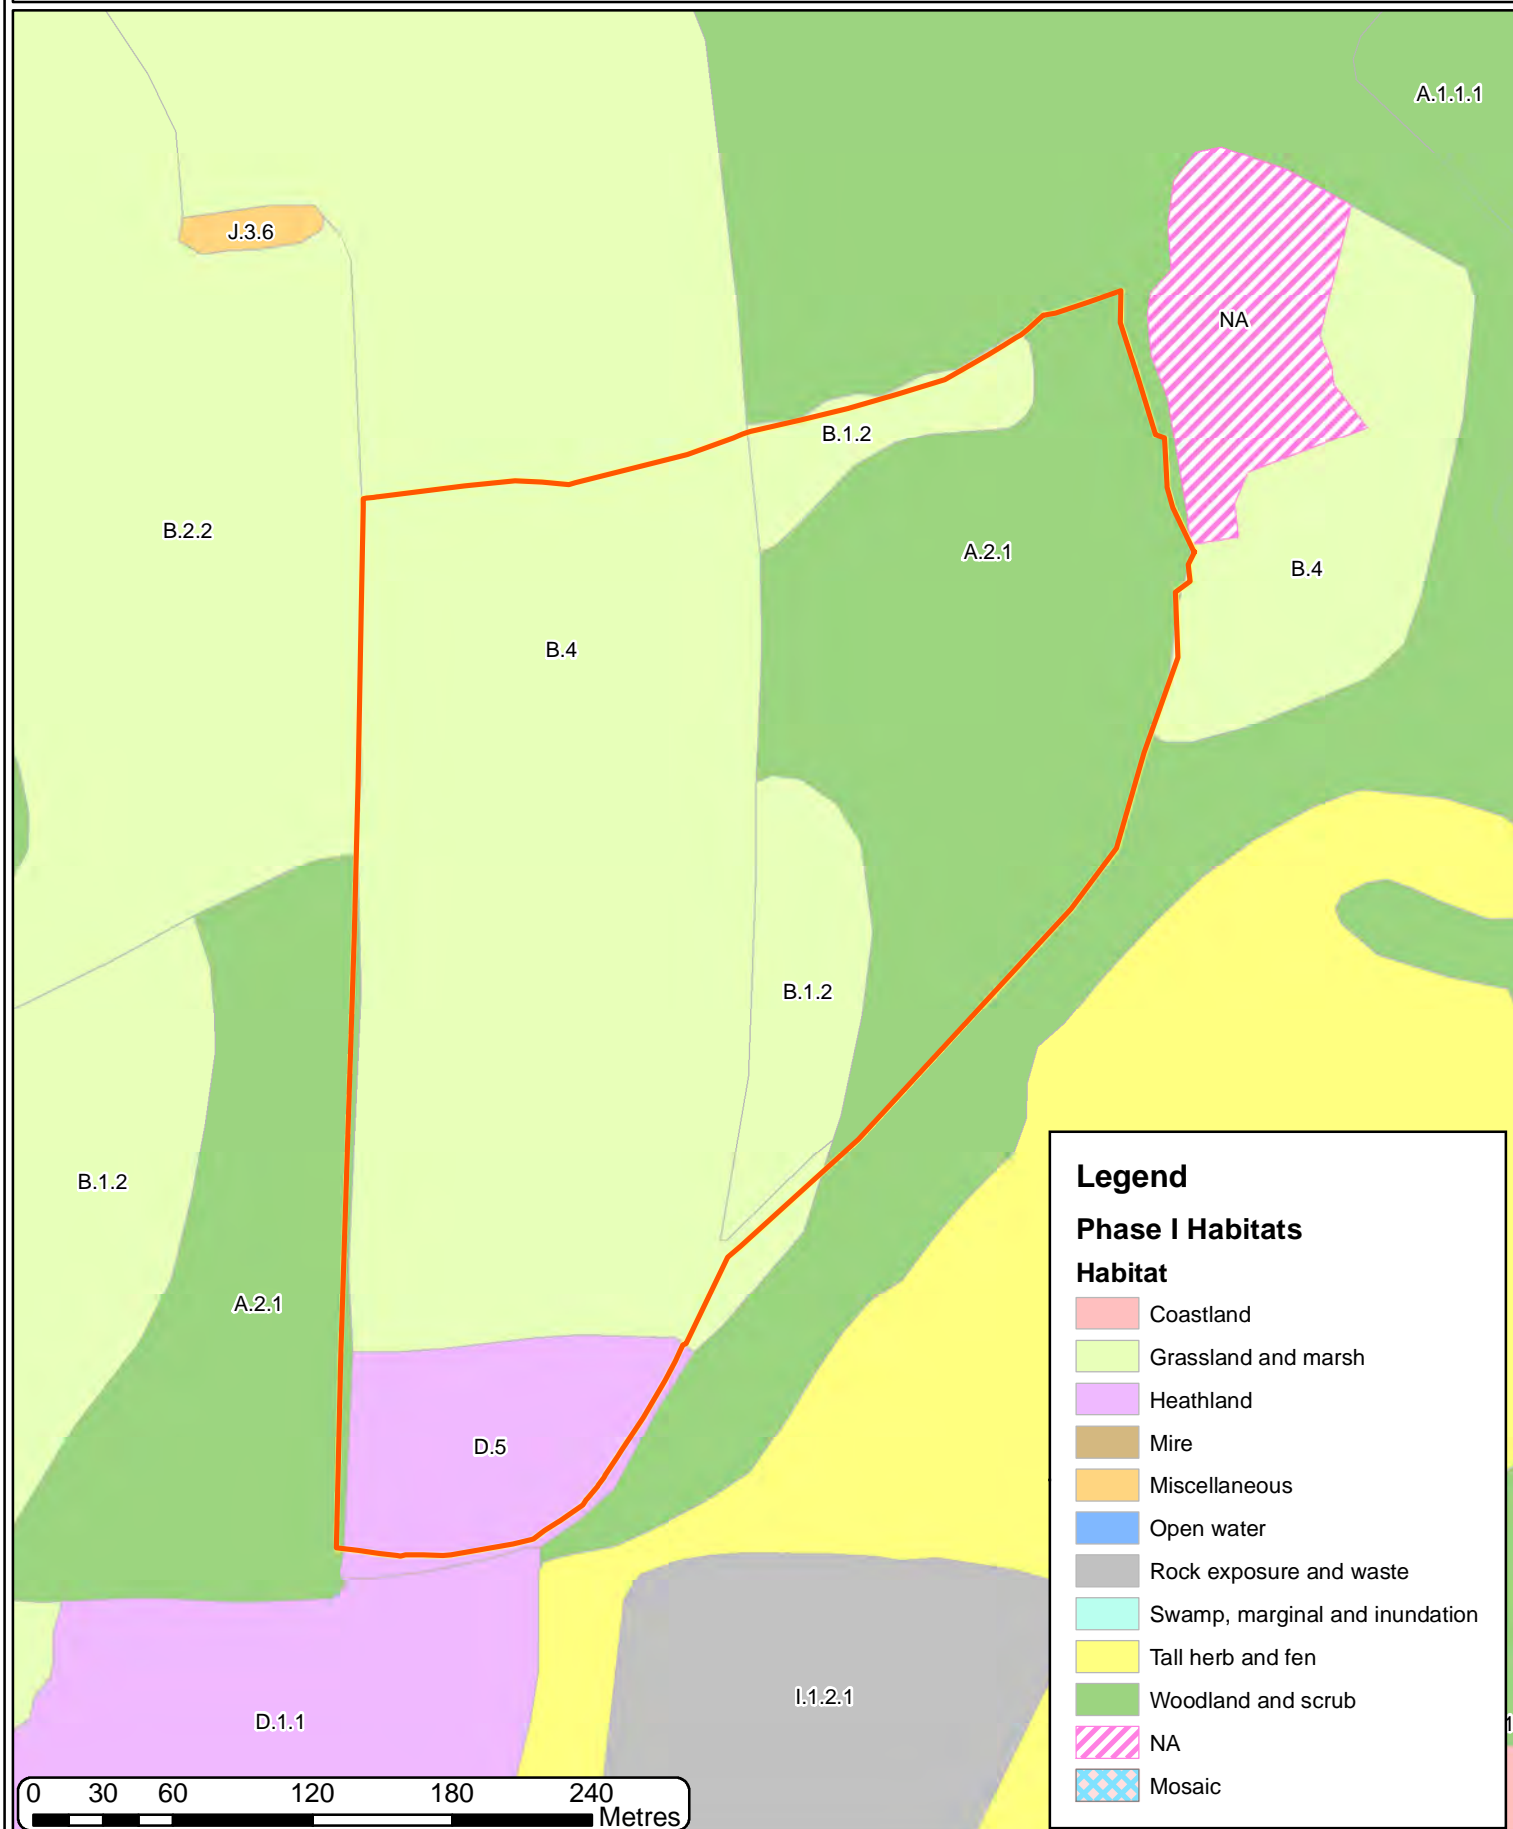 A.1.1.1
J.3.6
NA
B.1.2
B.2.2
A.2.1
B.4
B.4
B.1.2
B.1.2
A.2.1
D.5
I.1.2.1
D.1.1
Legend
Phase I Habitats
Habitat
Coastland
Grassland and marsh
Heathland
Mire
Miscellaneous
Open water
Rock exposure and waste
Swamp, marginal and inundation
Tall herb and fen
Woodland and scrub
NA
Mosaic
0 30 60 120 180 240
Metres